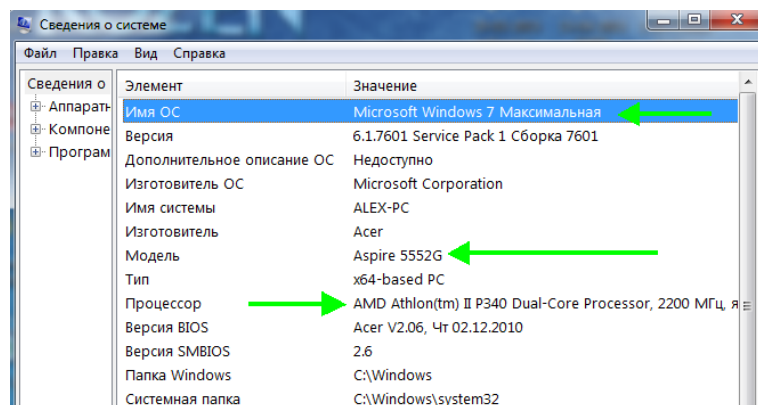 Сведения о системе
Файл Правка Вид Справка
Сведения о
Аппаратн
Компоне
Програм
Элемент Значение
Имя ОС Microsoft Windows 7 Максимальная
Версия 6.1.7601 Service Pack 1 Сборка 7601
Дополнительное описание ОС Недоступно
Изготовитель ОС Microsoft Corporation
Имя системы ALEX-PC
Изготовитель Acer
Модель Aspire 5552G
Тип x64-based PC
Процессор AMD Athlon(tm) II P340 Dual-Core Processor, 2200 МГц, я
Версия BIOS Acer V2.06, Чт 02.12.2010
Версия SMBIOS 2.6
Папка Windows C:\Windows
Системная папка C:\Windows\system32